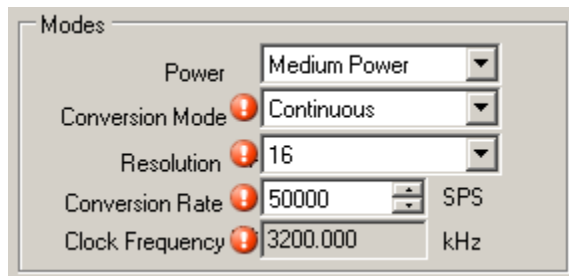 Modes
Power Medium Power
Conversion Mode Continuous
Resolution 16
Conversion Rate 50000 SPS
Clock Frequency 3200.000 kHz